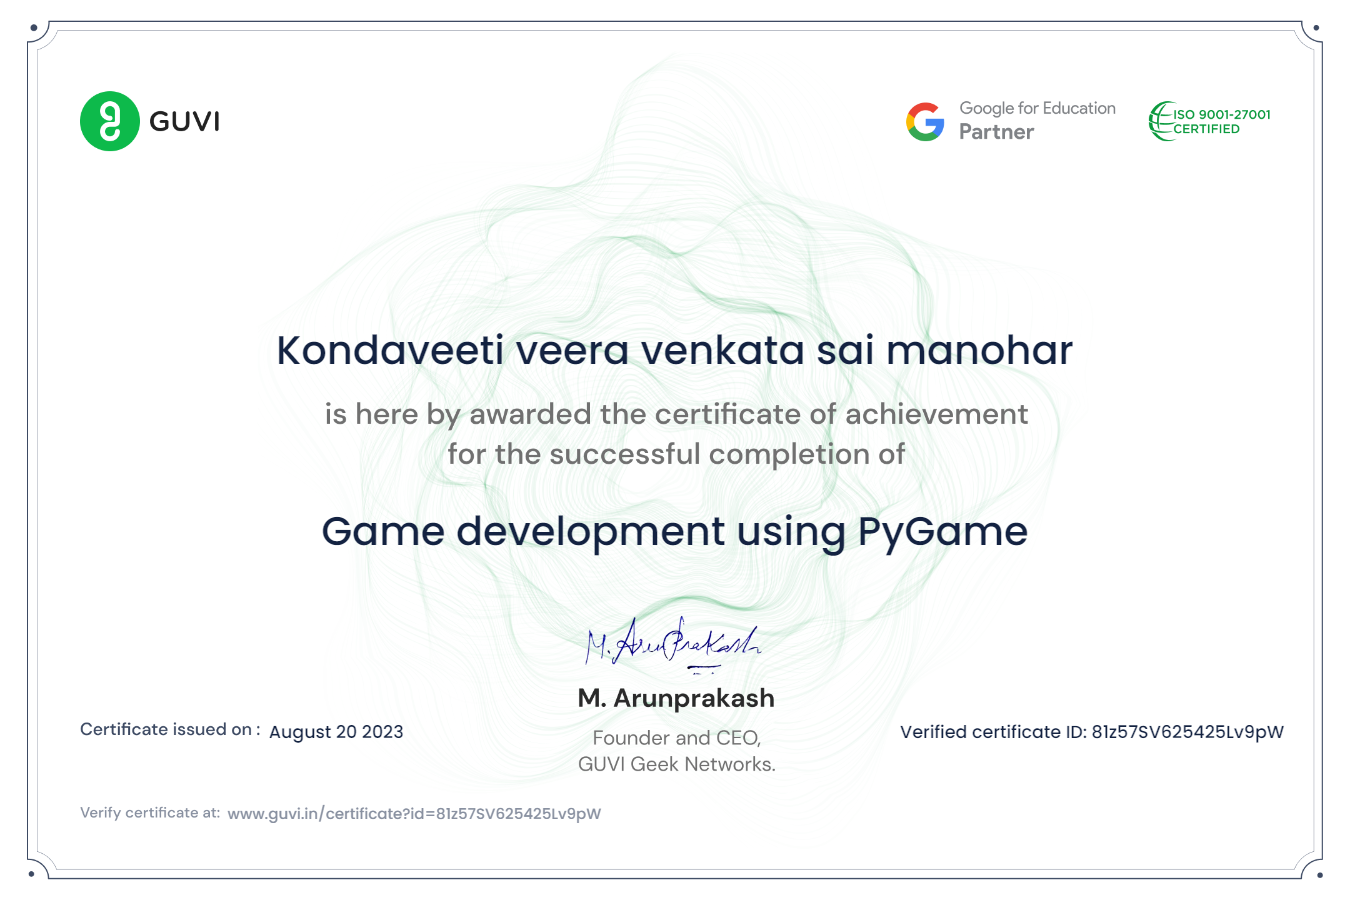 GUVI
Google for Education
Partner
ISO 9001-27001
CERTIFIED
Kondaveeti veera venkata sai manohar
is here by awarded the certificate of achievement
for the successful completion of
Game development using PyGame
M. ArunPrakash
M. Arunprakash
Founder and CEO,
GUVI Geek Networks.
Certificate issued on : August 20 2023
Verified certificate ID: 81z57SV625425Lv9pW
Verify certificate at: www.guvi.in/certificate?id=81z57SV625425Lv9pW